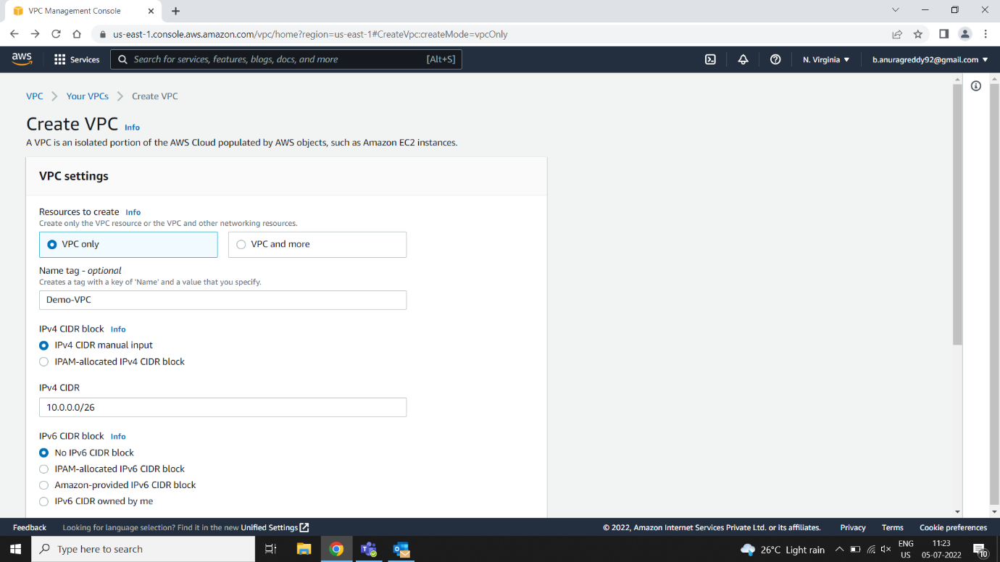 VPC Management Console
us-east-1.console.aws.amazon.com/vpc/home?region=us-east-1#CreateVpc:createMode=vpcOnly
aws Services Search for services, features, blogs, docs, and more [Alt+S] N. Virginia b.anuragreddy92@gmail.com
VPC Your VPCs Create VPC
Create VPC Info
A VPC is an isolated portion of the AWS Cloud populated by AWS objects, such as Amazon EC2 instances.
VPC settings
Resources to create Info
Create only the VPC resource or the VPC and other networking resources.
VPC only VPC and more
Name tag - optional
Creates a tag with a key of 'Name' and a value that you specify.
Demo-VPC
IPv4 CIDR block Info
IPv4 CIDR manual input
IPAM-allocated IPv4 CIDR block
IPv4 CIDR
10.0.0.0/26
IPv6 CIDR block Info
No IPv6 CIDR block
IPAM-allocated IPv6 CIDR block
Amazon-provided IPv6 CIDR block
IPv6 CIDR owned by me
Feedback Looking for language selection? Find it in the new Unified Settings © 2022, Amazon Internet Services Private Ltd. or its affiliates. Privacy Terms Cookie preferences
Type here to search 26°C Light rain ENG US 11:23 05-07-2022 10